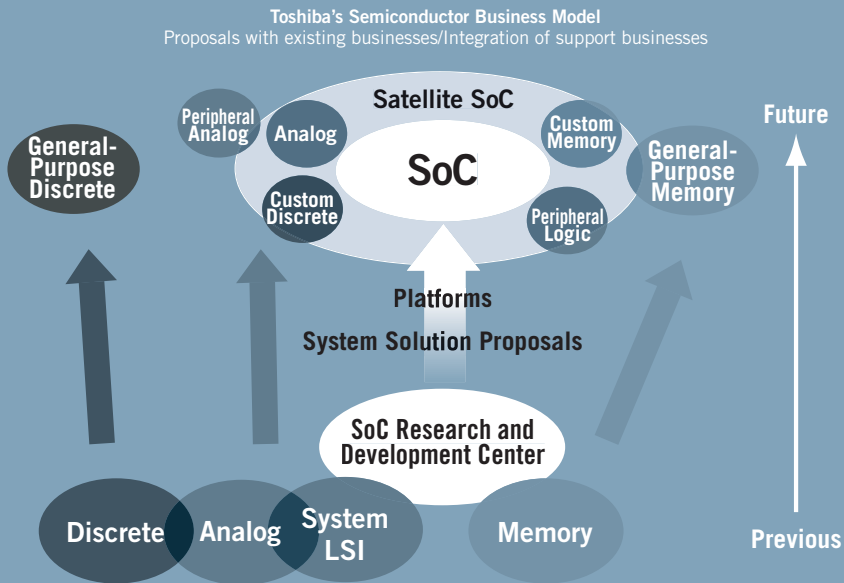 Toshiba's Semiconductor Business Model
Proposals with existing businesses/Integration of support businesses
Satellite SoC
Peripheral
Analog
Analog
Custom
Memory
Future
General-
Purpose
Discrete
SoC
General-
Purpose
Memory
Custom
Discrete
Peripheral
Logic
Platforms
System Solution Proposals
SoC Research and
Development Center
Discrete
Analog
System
LSI
Memory
Previous